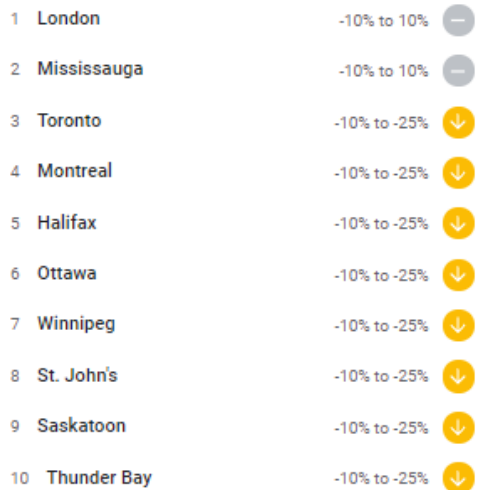 1 London -10% to 10%
2 Mississauga -10% to 10%
3 Toronto -10% to -25%
4 Montreal -10% to -25%
5 Halifax -10% to -25%
6 Ottawa -10% to -25%
7 Winnipeg -10% to -25%
8 St. John's -10% to -25%
9 Saskatoon -10% to -25%
10 Thunder Bay -10% to -25%